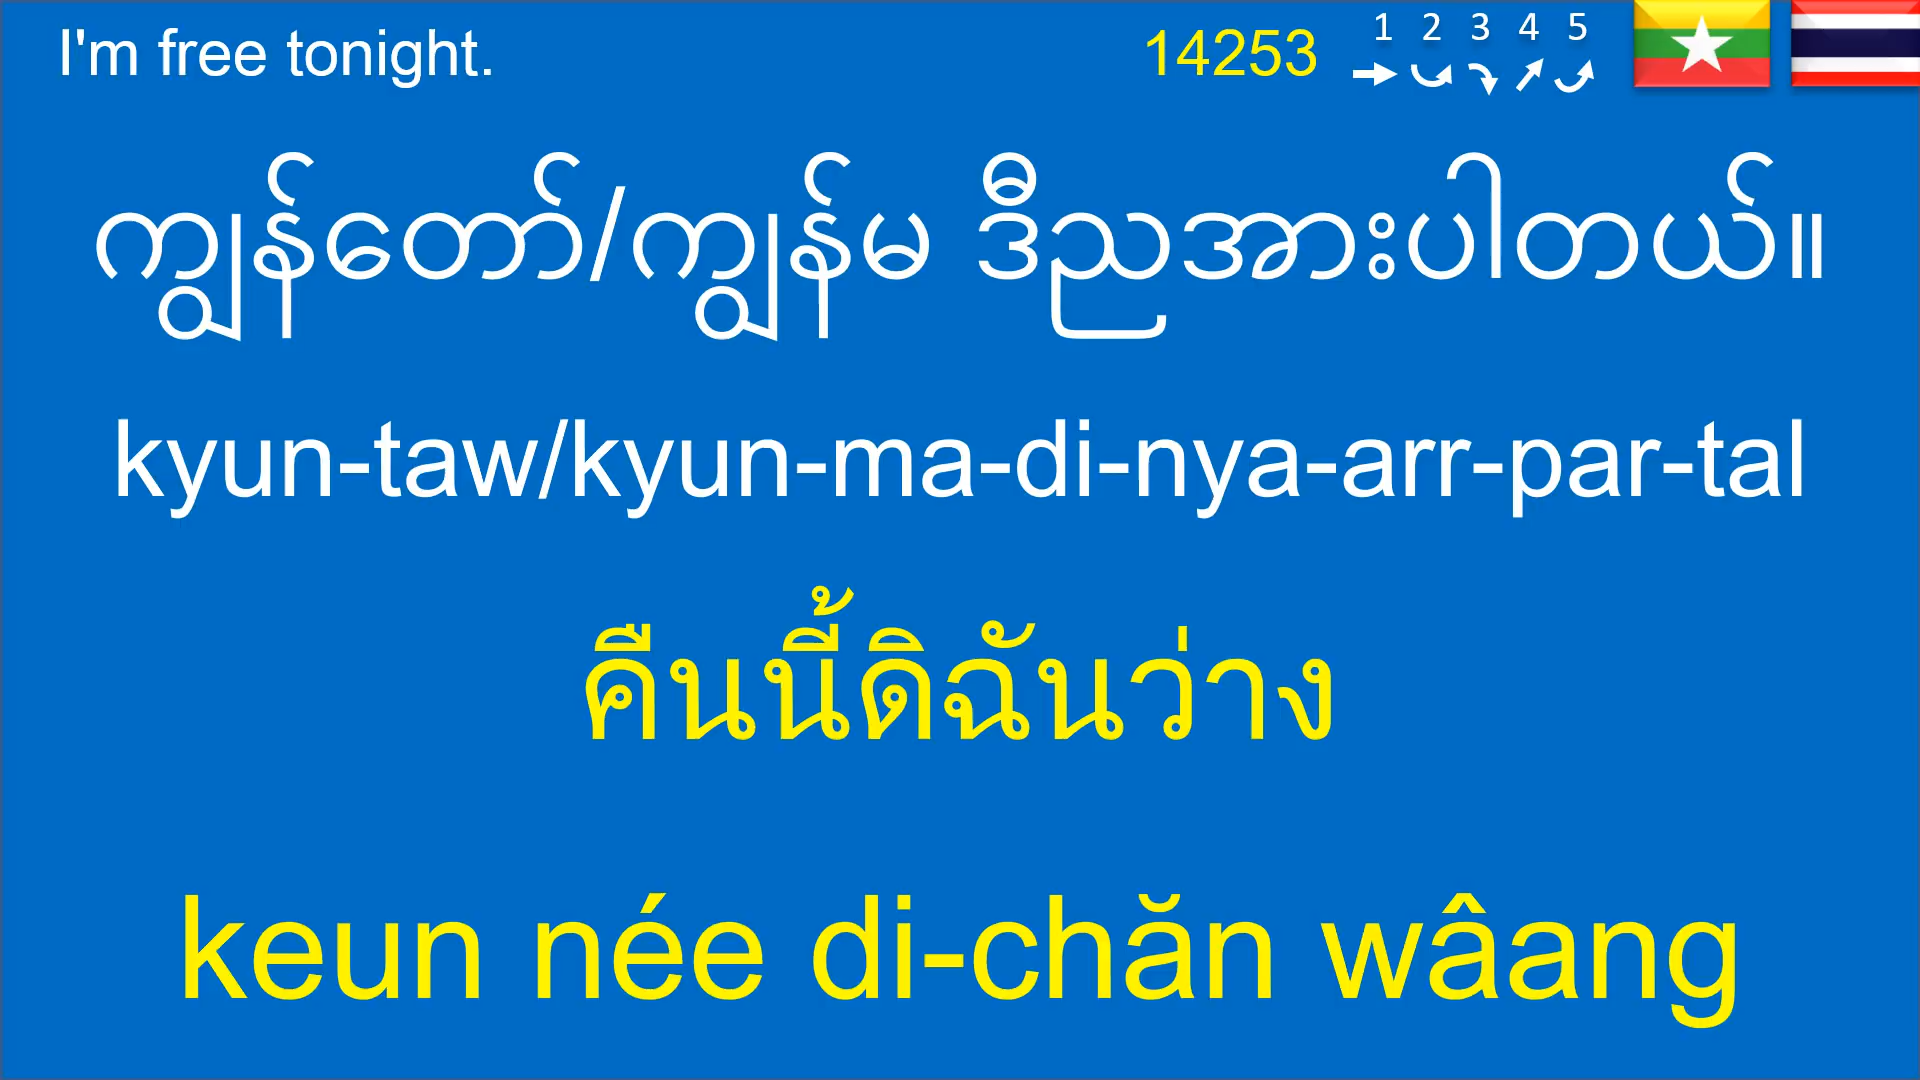 I'm free tonight.
14253
1 2 3 4 5
ကျွန်တော်/ကျွန်မ ဒီညအားပါတယ်။
kyun-taw/kyun-ma-di-nya-arr-par-tal
คืนนี้ดิฉันว่าง
keun née di-chăn wâang